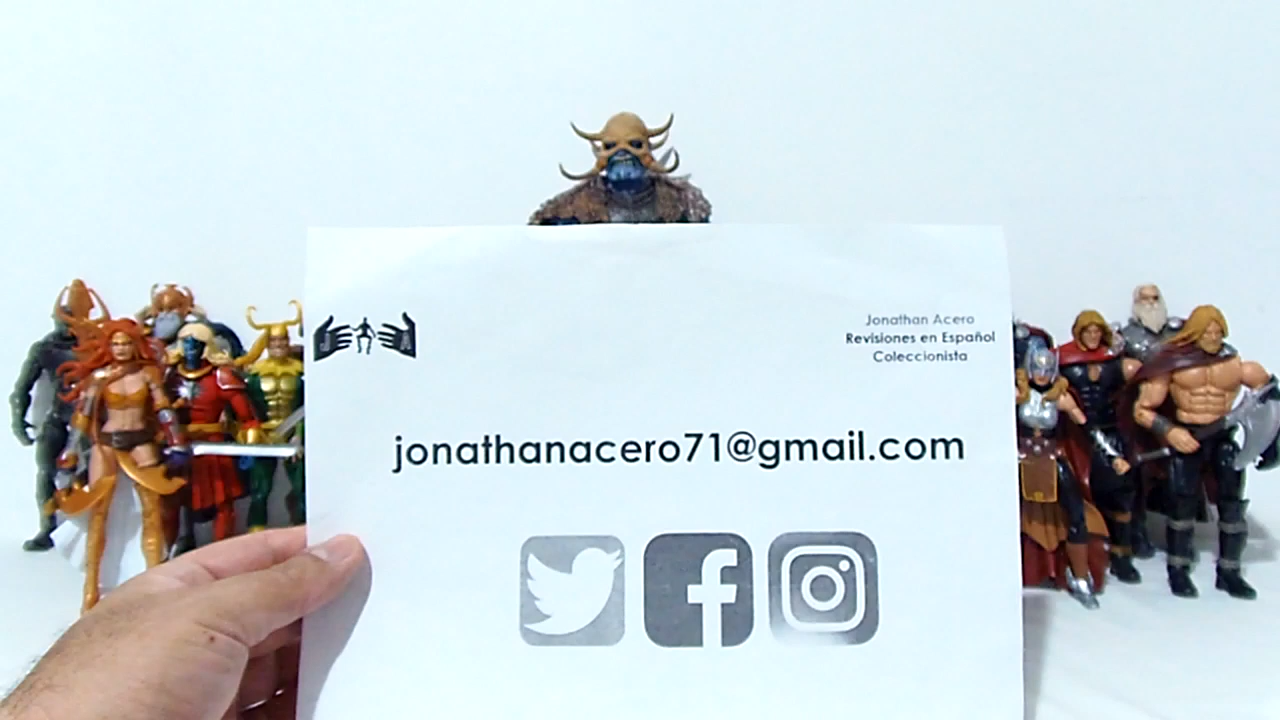 J A
Jonathan Acero
Revisiones en Español
Coleccionista
jonathanacero71@gmail.com